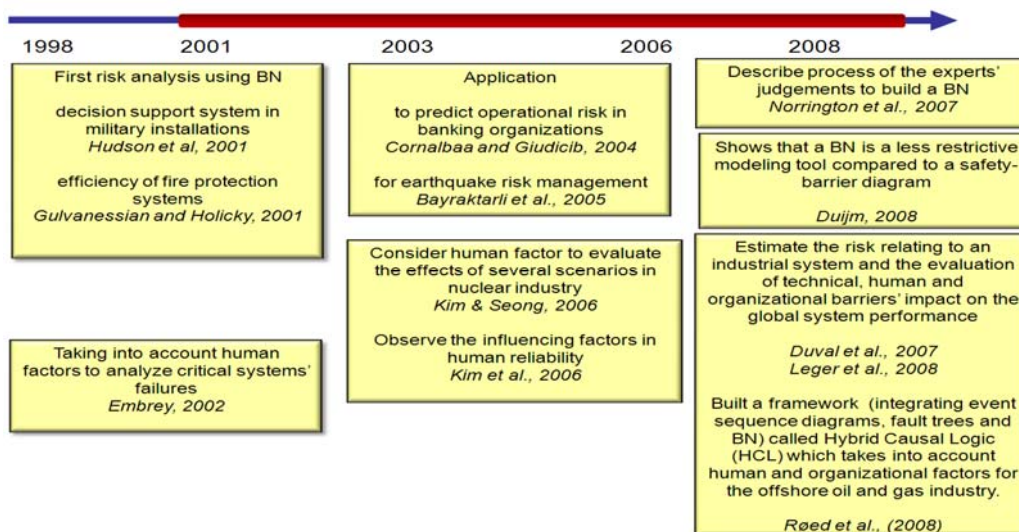 1998
2001
2003
2006
2008
First risk analysis using BN
decision support system in
military installations
Hudson et al, 2001
efficiency of fire protection
systems
Gulvanessian and Holicky, 2001
Taking into account human
factors to analyze critical systems'
failures
Embrey, 2002
Application
to predict operational risk in
banking organizations
Cornalbaa and Giudicib, 2004
for earthquake risk management
Bayraktarli et al., 2005
Consider human factor to evaluate
the effects of several scenarios in
nuclear industry
Kim & Seong, 2006
Observe the influencing factors in
human reliability
Kim et al., 2006
Describe process of the experts'
judgements to build a BN
Norrington et al., 2007
Shows that a BN is a less restrictive
modeling tool compared to a safety-
barrier diagram
Duijm, 2008
Estimate the risk relating to an
industrial system and the evaluation
of technical, human and
organizational barriers' impact on the
global system performance
Duval et al., 2007
Leger et al., 2008
Built a framework (integrating event
sequence diagrams, fault trees and
BN) called Hybrid Causal Logic
(HCL) which takes into account
human and organizational factors for
the offshore oil and gas industry.
Røed et al., (2008)